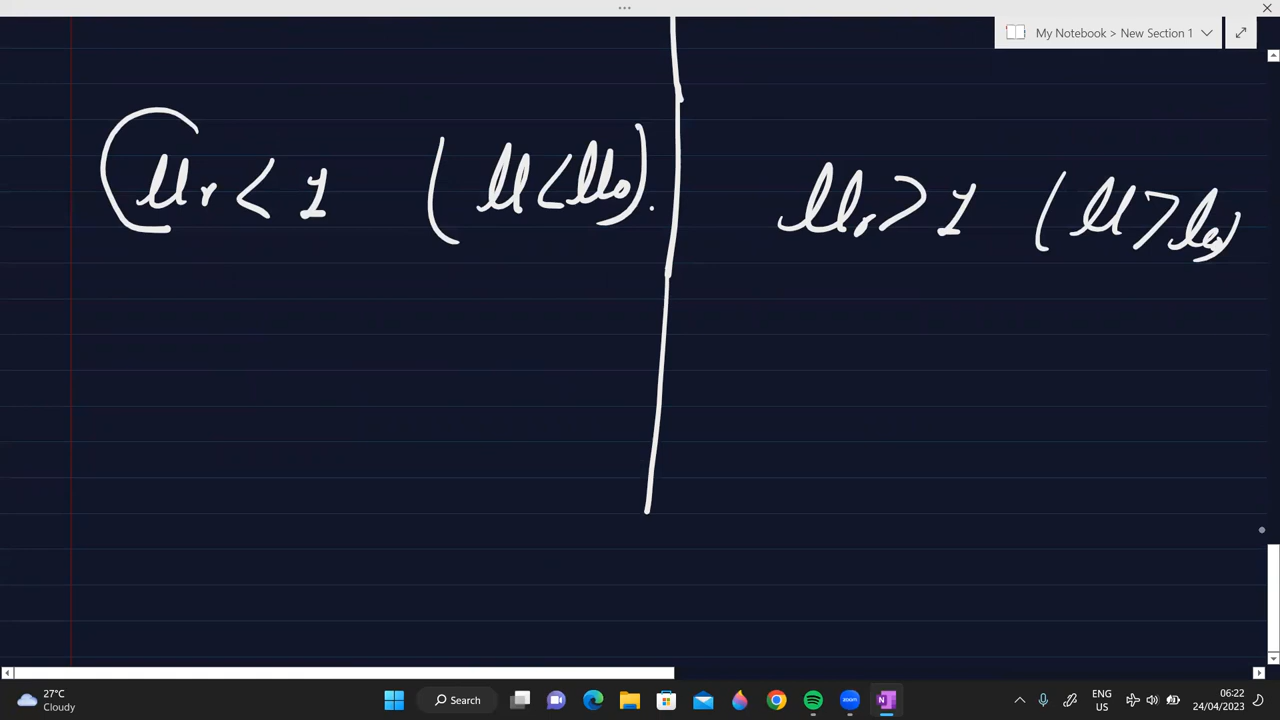 My Notebook > New Section 1
μr < 1 (μ < μ0).
μr > 1 (μ > μ0)
27°C
Cloudy
Search
zoom
N
ENG
US
06:22
24/04/2023